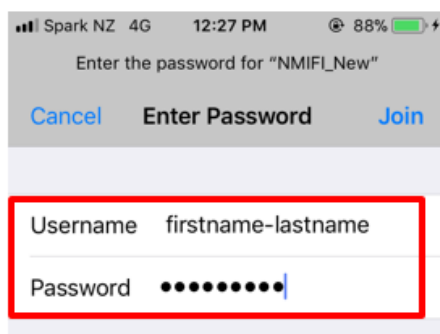 Spark NZ 4G 12:27 PM 88%
Enter the password for “NMIFI_New”
Cancel Enter Password Join
Username firstname-lastname
Password •••••••••